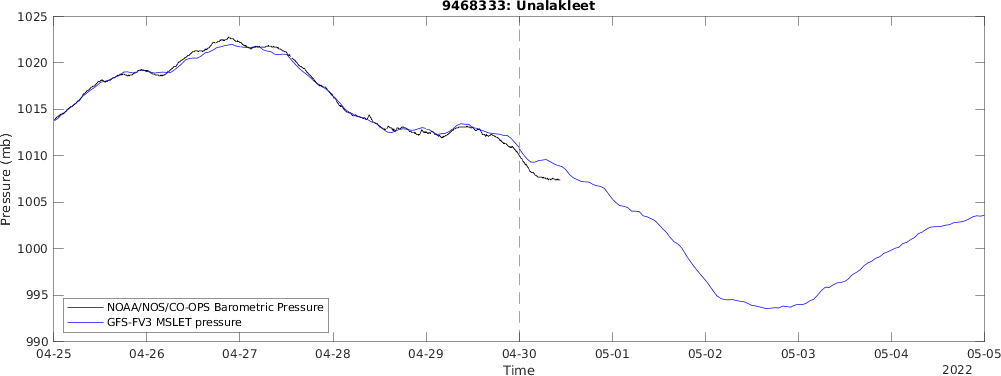 9468333: Unalakleet
1025
1020
1015
1010
1005
1000
995
990
Pressure (mb)
NOAA/NOS/CO-OPS Barometric Pressure
GFS-FV3 MSLET pressure
04-25 04-26 04-27 04-28 04-29 04-30 05-01 05-02 05-03 05-04 05-05
Time
2022